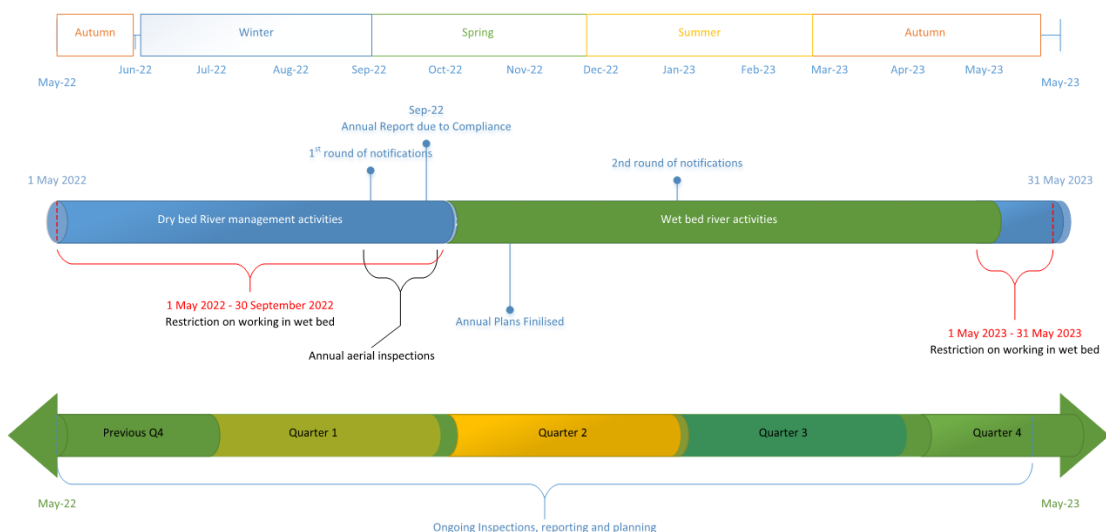 Autumn
Winter
Spring
Summer
Autumn
May-22
Jun-22
Jul-22
Aug-22
Sep-22
Oct-22
Nov-22
Dec-22
Jan-23
Feb-23
Mar-23
Apr-23
May-23
May-23
Sep-22
Annual Report due to Compliance
1st round of notifications
2nd round of notifications
1 May 2022
31 May 2023
Dry bed River management activities
Wet bed river activities
1 May 2022 - 30 September 2022
Restriction on working in wet bed
Annual aerial inspections
Annual Plans Finilised
1 May 2023 - 31 May 2023
Restriction on working in wet bed
Previous Q4
Quarter 1
Quarter 2
Quarter 3
Quarter 4
May-22
May-23
Ongoing Inspections, reporting and planning